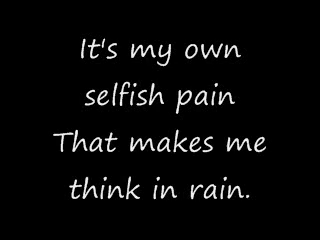 It's my own
selfish pain
That makes me
think in rain.